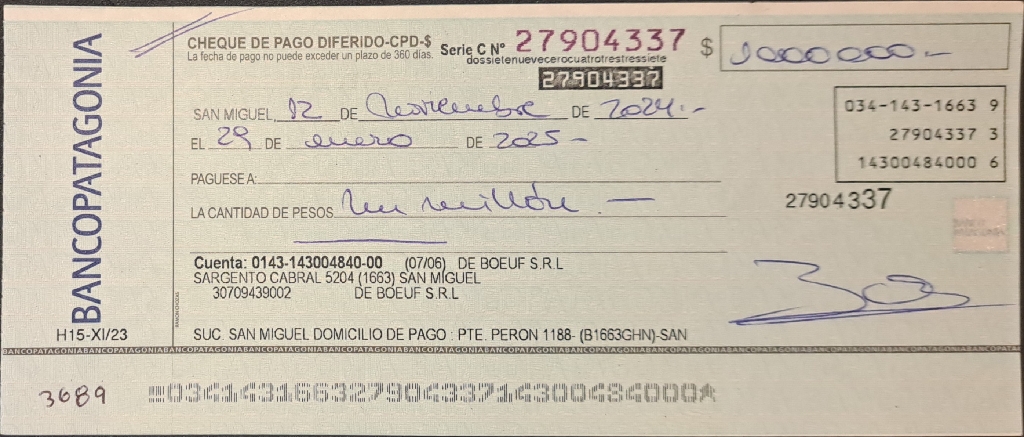 BANCOPATAGONIA
H15-XI/23
CHEQUE DE PAGO DIFERIDO-CPD-$
La fecha de pago no puede exceder un plazo de 360 días.
Serie C Nº 27904337
dossietenuevecerocuatrotrestressiete
27904337
$ 1000000.-
SAN MIGUEL, 12 DE Noviembre DE 2024.-
EL 29 DE enero DE 2025-
034-143-1663 9
27904337 3
14300484000 6
PAGUESE A:
27904337
LA CANTIDAD DE PESOS Un millón.—
Cuenta: 0143-143004840-00 (07/06) DE BOEUF S.R.L
SARGENTO CABRAL 5204 (1663) SAN MIGUEL
30709439002 DE BOEUF S.R.L
SUC. SAN MIGUEL DOMICILIO DE PAGO : PTE. PERON 1188- (B1663GHN)-SAN
BANCOPATAGONIABANCOPATAGONIABANCOPATAGONIABANCOPATAGONIA
3689
03414316632790433714300484000